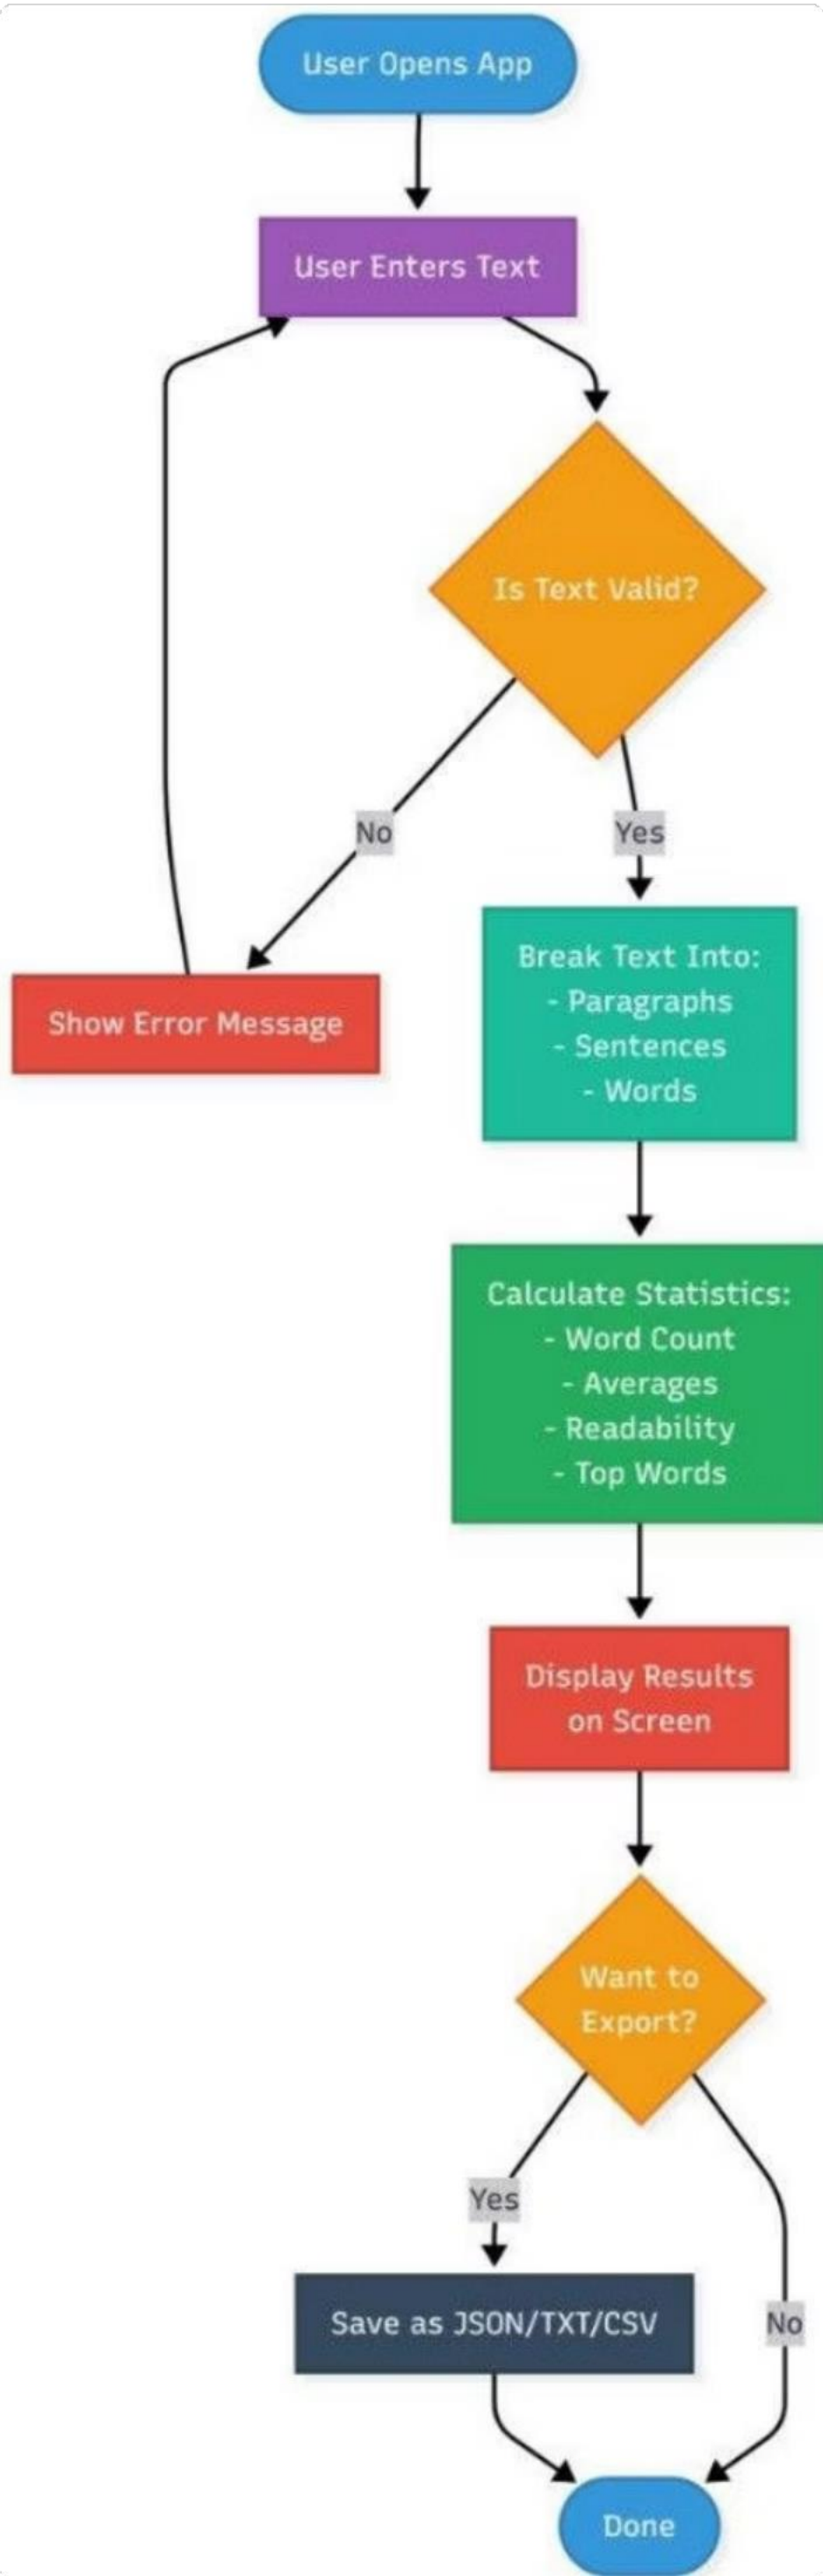 User Opens App
User Enters Text
Is Text Valid?
No
Yes
Show Error Message
Break Text Into:
- Paragraphs
- Sentences
- Words
Calculate Statistics:
- Word Count
- Averages
- Readability
- Top Words
Display Results
on Screen
Want to
Export?
Yes
Save as JSON/TXT/CSV
No
Done